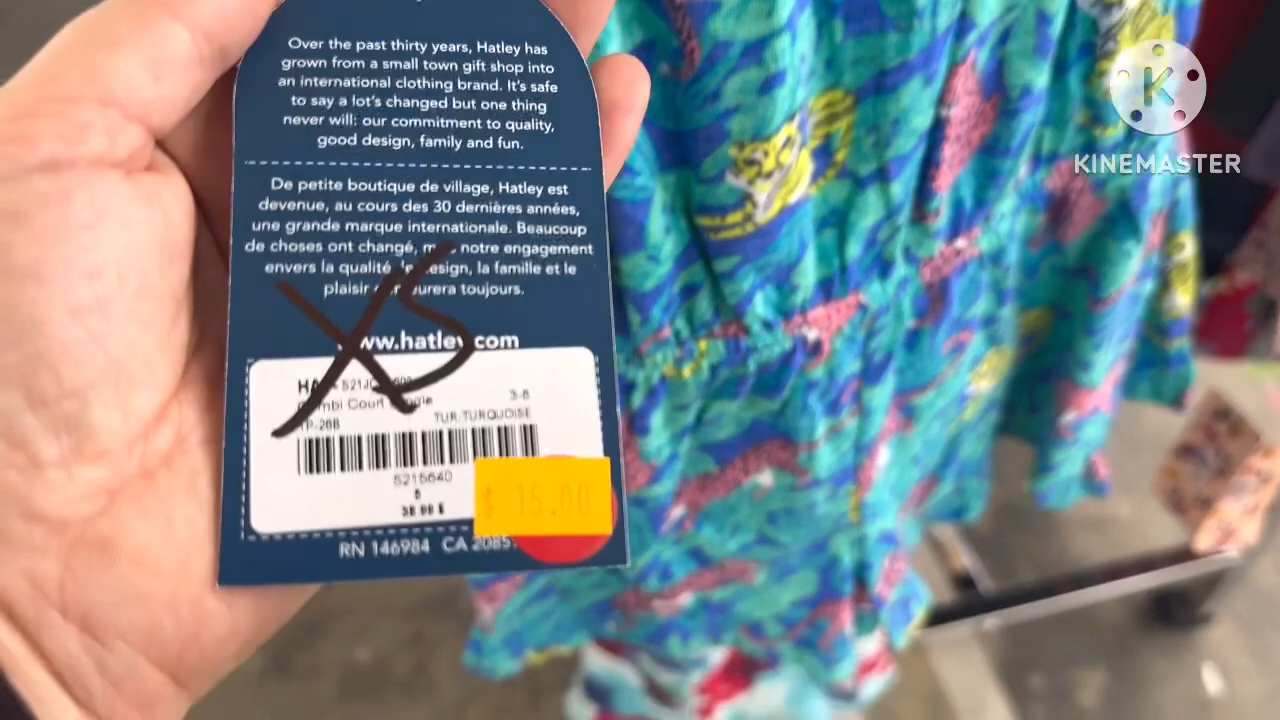 Over the past thirty years, Hatley has
grown from a small town gift shop into
an international clothing brand. It's safe
to say a lot's changed but one thing
never will: our commitment to quality,
good design, family and fun.
De petite boutique de village, Hatley est
devenue, au cours des 30 dernières années,
une grande marque internationale. Beaucoup
de choses ont changé, notre engagement
envers la qualité, design, la famille et le
plaisir toujours.
XS
www.hatley.com
3-6
Court
TUR.TURQUOISE
5215640
$ 15.00
RN 146984 CA
KINEMASTER